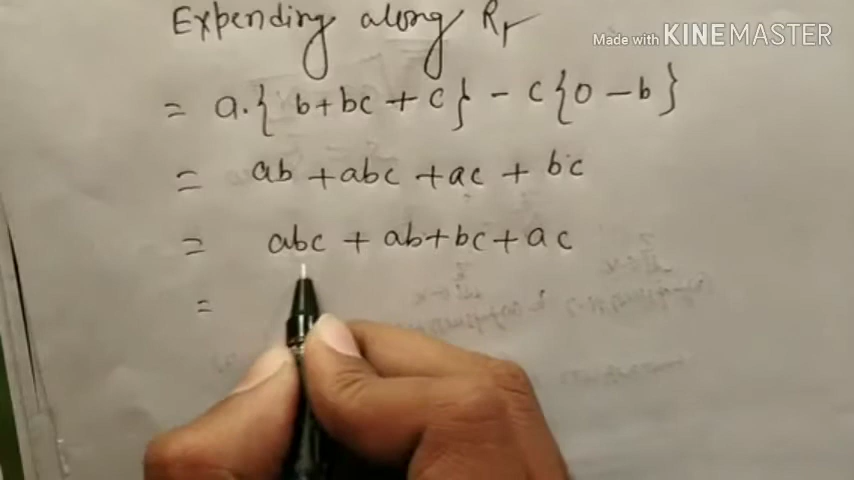 Expending along R₁
Made with KINEMASTER
= a.{ b+bc + c} - c{0 - b}
= ab + abc + ac + bc
= abc + ab+bc+ac
=